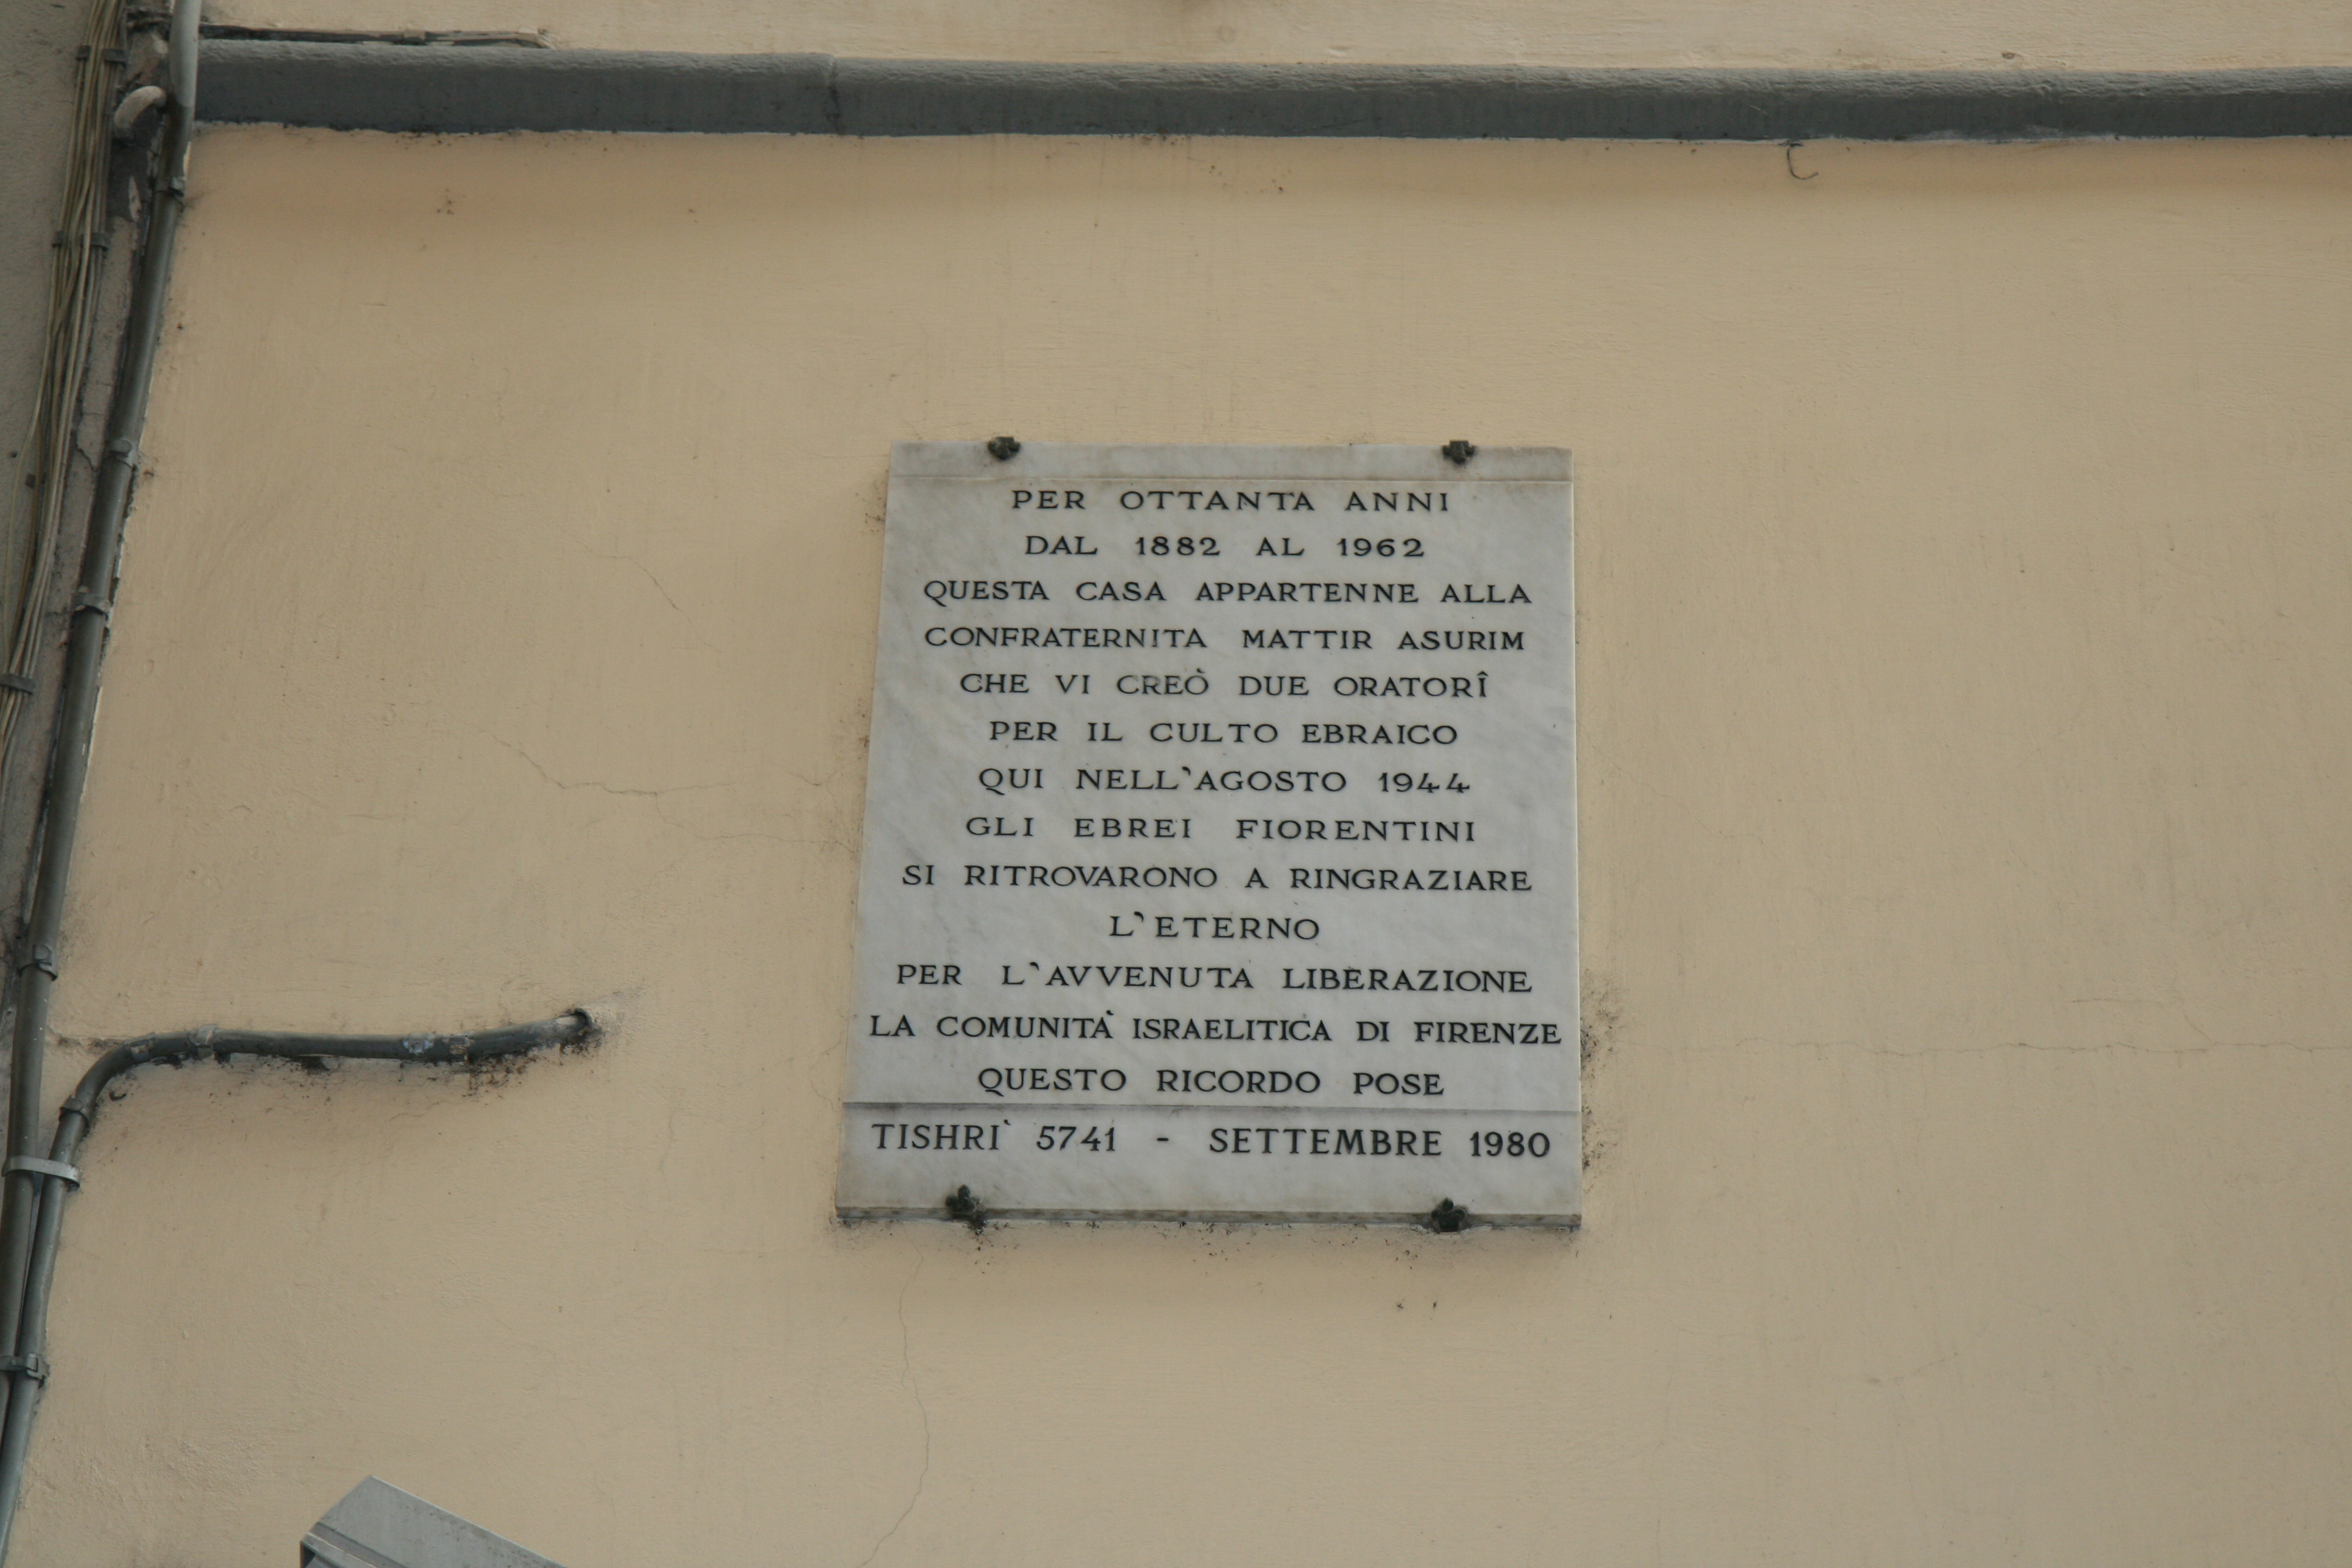 PER OTTANTA ANNI
DAL 1882 AL 1962
QUESTA CASA APPARTENNE ALLA
CONFRATERNITA MATTIR ASURIM
CHE VI CREÒ DUE ORATORÎ
PER IL CULTO EBRAICO
QUI NELL'AGOSTO 1944
GLI EBREI FIORENTINI
SI RITROVARONO A RINGRAZIARE
L'ETERNO
PER L'AVVENUTA LIBERAZIONE
LA COMUNITÀ ISRAELITICA DI FIRENZE
QUESTO RICORDO POSE
TISHRÌ 5741 - SETTEMBRE 1980